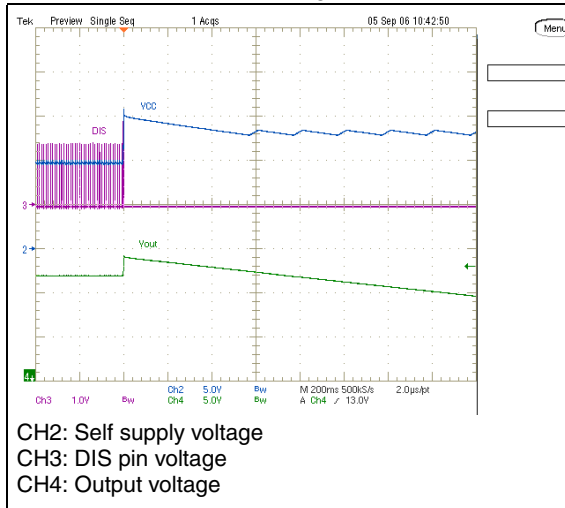 Tek Preview Single Seq 1 Acqs 05 Sep 06 10:42:50
Menu
VCC
DIS
3
2
Vout
4
Ch2 5.0V Bw M 200ms 500kS/s 2.0µs/pt
Ch3 1.0V Bw Ch4 5.0V Bw A Ch4 / 13.0V
CH2: Self supply voltage
CH3: DIS pin voltage
CH4: Output voltage